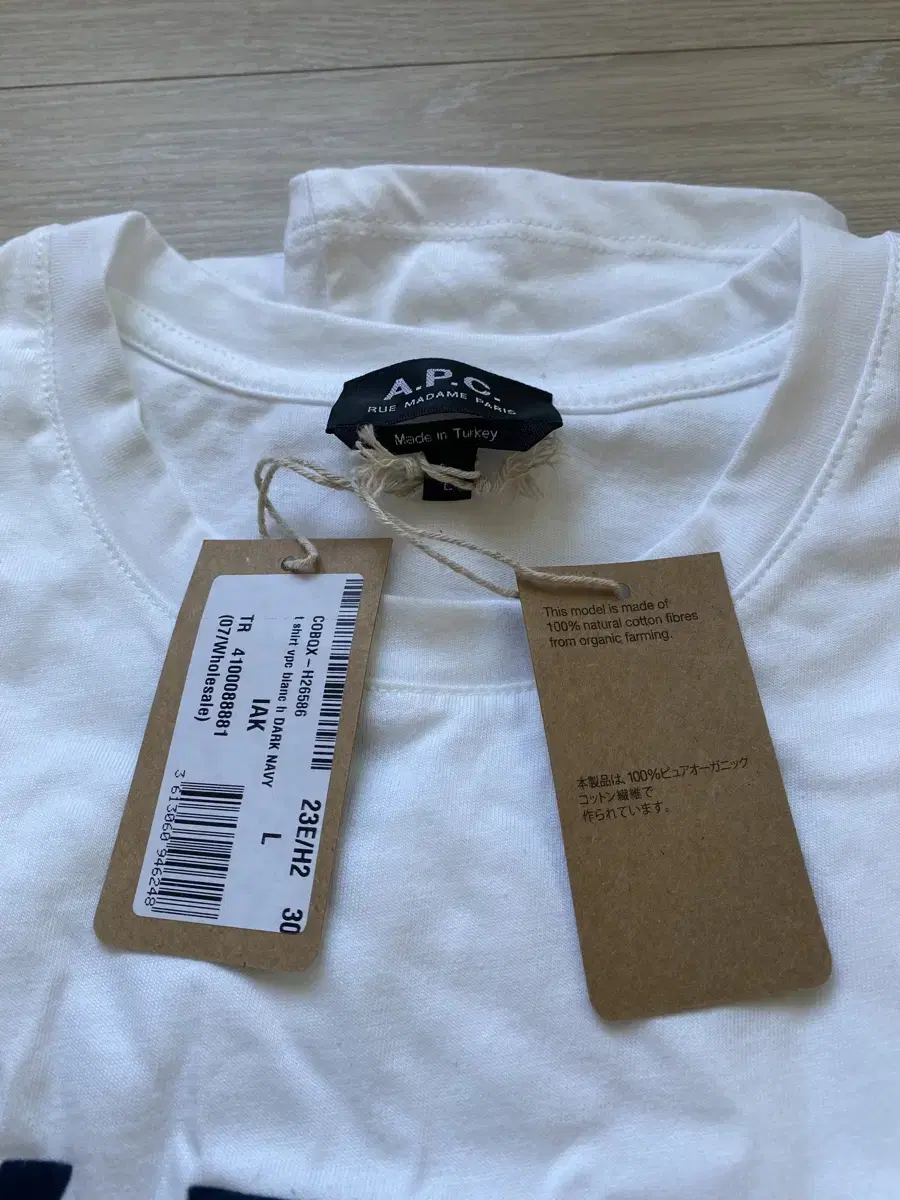 A.P.C.
RUE MADAME PARIS
Made in Turkey
L
COBQX - H26586
t shirt vpc blanc h DARK NAVY
IAK
TR 4100088881
(07/Wholesale)
23E/H2 30
L
3 613060 946248
This model is made of
100% natural cotton fibres
from organic farming.
本製品は、100%ピュアオーガニック
コットン繊維で
作られています。